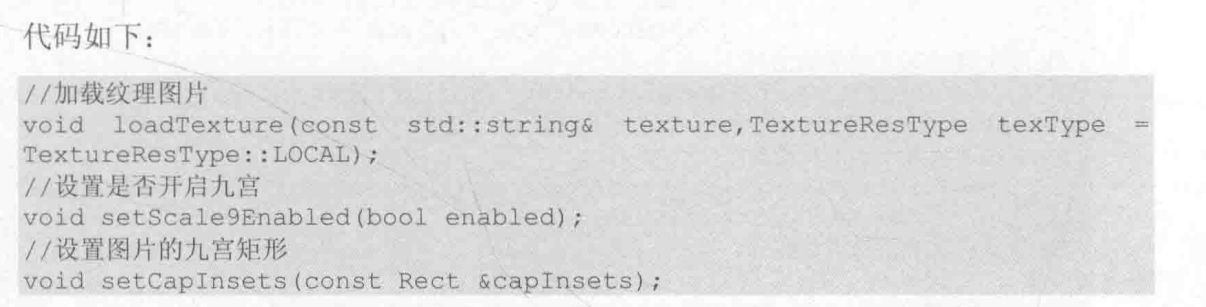 代码如下：
//加载纹理图片
void loadTexture(const std::string& texture,TextureResType texType =
TextureResType::LOCAL);
//设置是否开启九宫
void setScale9Enabled(bool enabled);
//设置图片的九宫矩形
void setCapInsets(const Rect &capInsets);